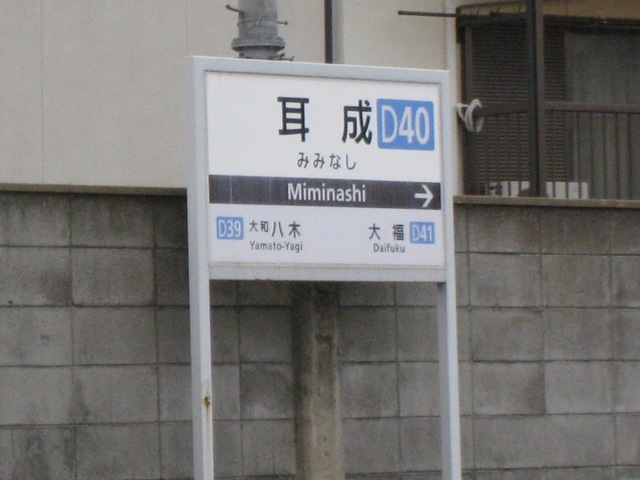 耳成 D40
みみなし
Miminashi →
D39 大和八木 大福 D41
Yamato-Yagi Daifuku